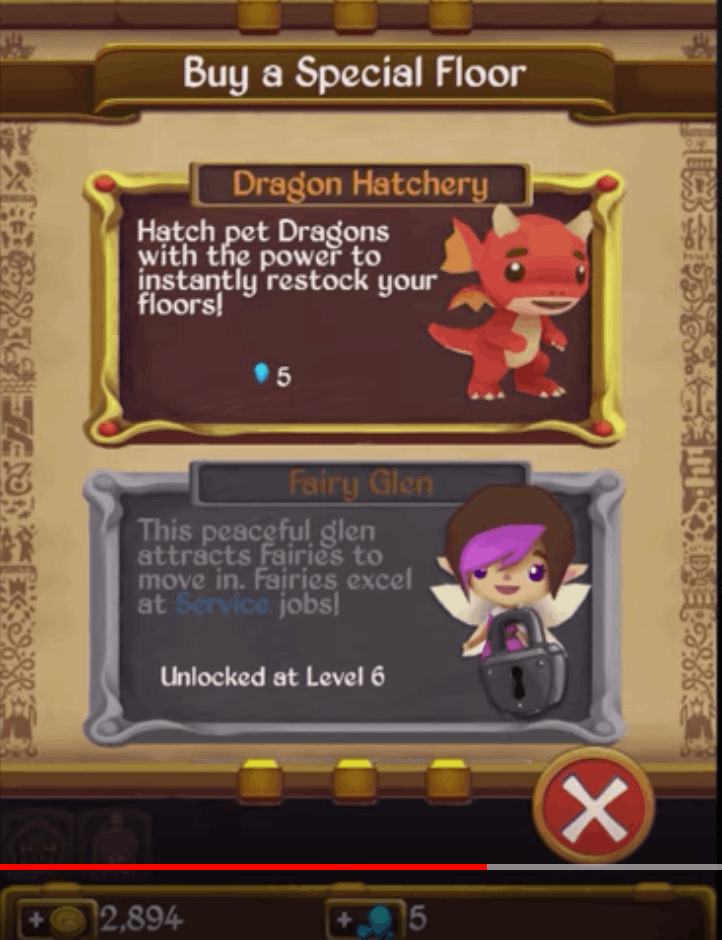 Buy a Special Floor
Dragon Hatchery
Hatch pet Dragons
with the power to
instantly restock your
floors!
5
Fairy Glen
This peaceful glen
attracts Fairies to
move in. Fairies excel
at Service jobs!
Unlocked at Level 6
+ 2,894
+ 5